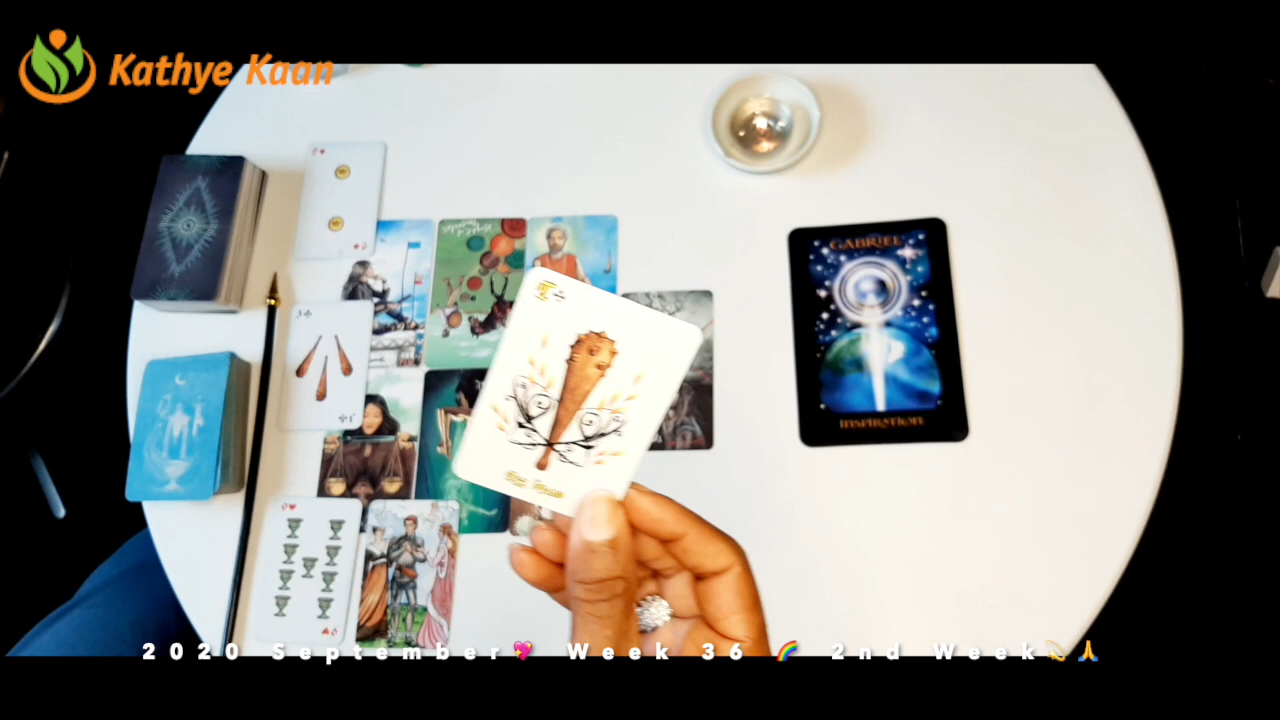 Kathye Kaan
GABRIEL
INSPIRATION
2020 September💖 Week 36 🌈 2nd Week💫🙏